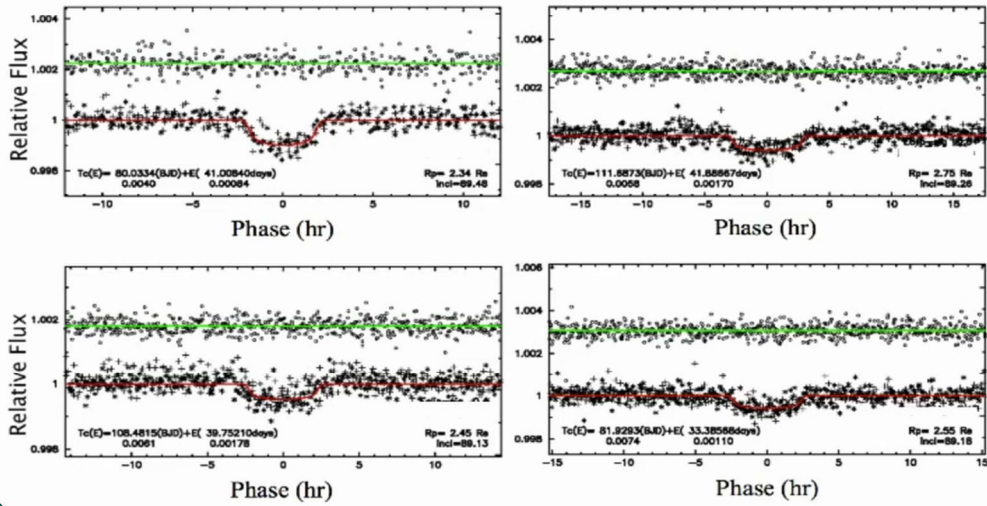 1.004
1.002
1
0.998
Relative Flux
Tc(E)= 80.0334(BJD)+E( 41.00840days)
0.0040 0.00084
Rp= 2.34 Re
Incl=89.48
−10 −5 0 5 10
Phase (hr)
1.004
1.002
1
0.998
Tc(E)=111.8873(BJD)+E( 41.88667days)
0.0068 0.00170
Rp= 2.75 Re
Incl=89.26
−15 −10 −5 0 5 10 15
Phase (hr)
1.002
1
0.998
Relative Flux
Tc(E)=108.4815(BJD)+E( 39.75210days)
0.0061 0.00178
Rp= 2.45 Re
Incl=89.13
−10 −5 0 5 10
Phase (hr)
1.006
1.004
1.002
1
0.998
Tc(E)= 81.9293(BJD)+E( 33.38568days)
0.0074 0.00110
Rp= 2.55 Re
Incl=89.18
−15 −10 −5 0 5 10 15
Phase (hr)